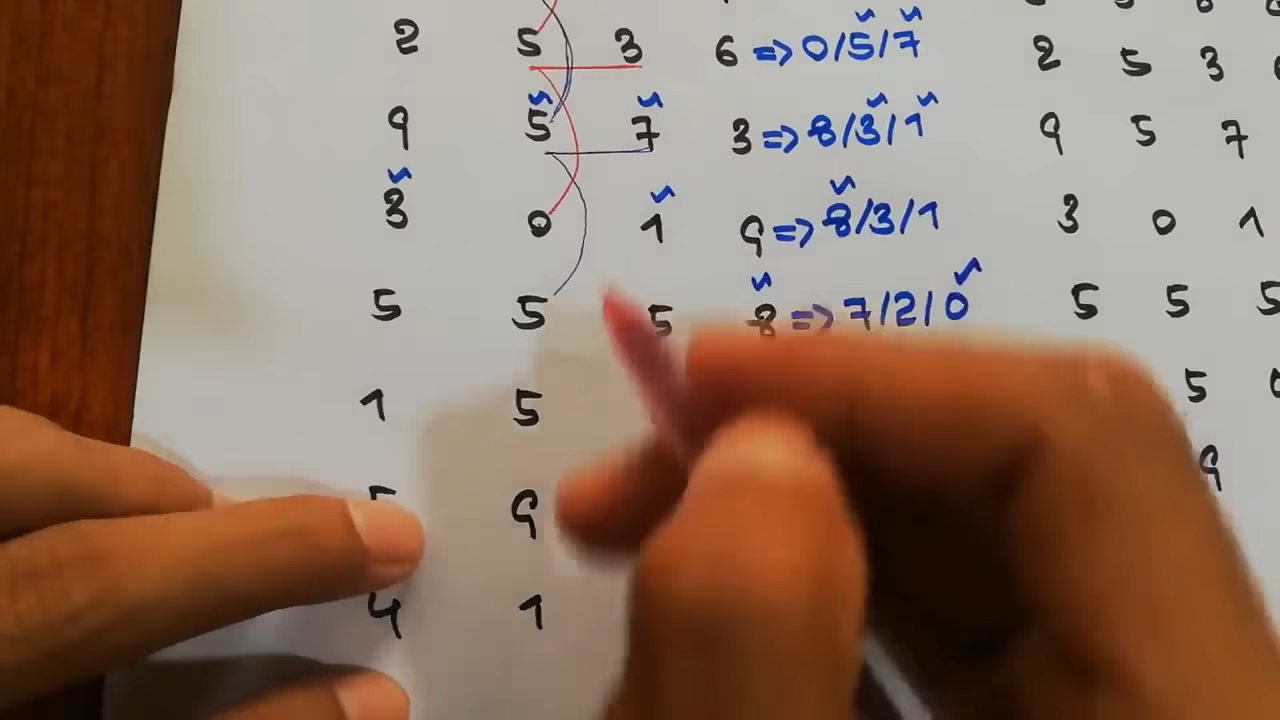 2 5 3 6 => 0/5/7 2 5 3
9 5 7 3 => 8/3/1 9 5 7
3 0 1 9 => 8/3/1 3 0 1
5 5 5 8 => 7/2/0 5 5 5
1 5 5
9 9
4 1